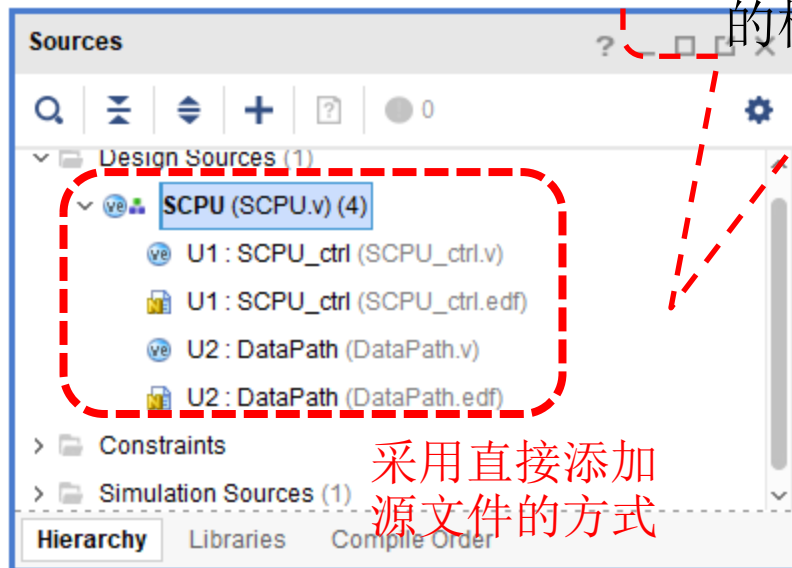 的
Sources
? _ □ X
0
Design Sources (1)
SCPU (SCPU.v) (4)
U1 : SCPU_ctrl (SCPU_ctrl.v)
U1 : SCPU_ctrl (SCPU_ctrl.edf)
U2 : DataPath (DataPath.v)
U2 : DataPath (DataPath.edf)
Constraints
Simulation Sources (1)
采用直接添加
源文件的方式
Hierarchy Libraries Compile Order